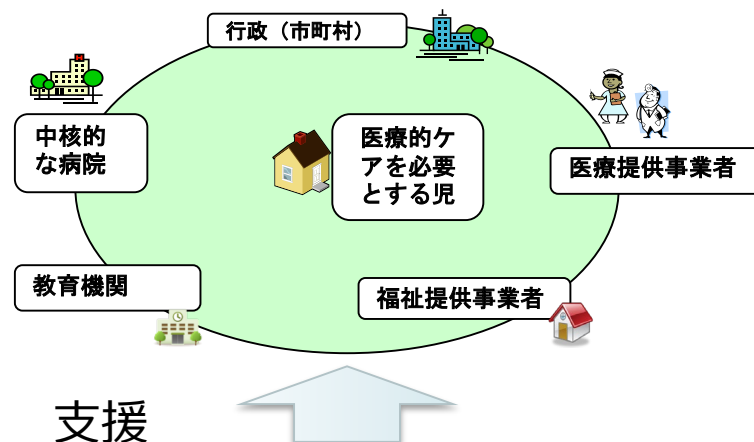 行政（市町村）
中核的
な病院
医療的ケ
アを必要
とする児
医療提供事業者
教育機関
福祉提供事業者
支援